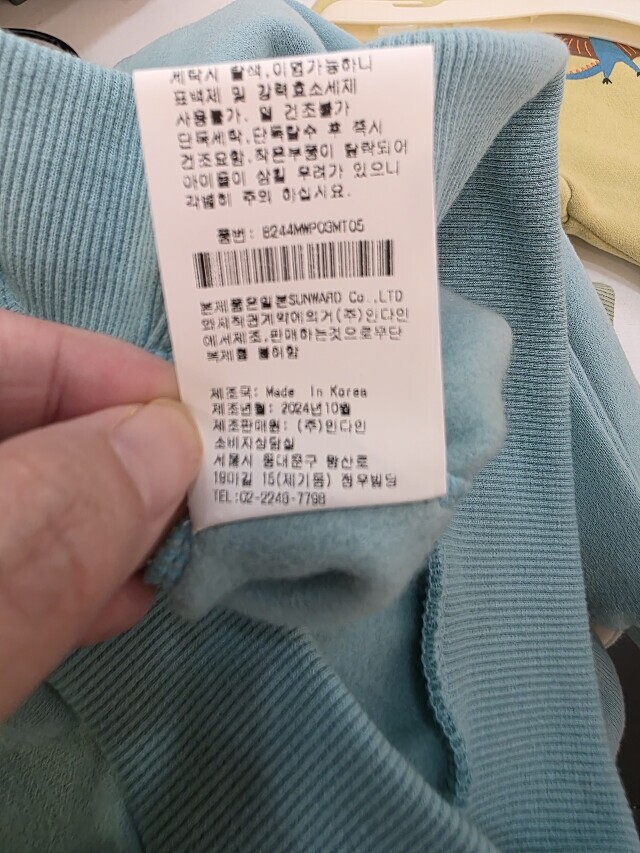 세탁시 탈색,이염가능하니
표백제 및 강력효소세제
사용불가. 열 건조불가
단독세탁,단독탈수 후 즉시
건조요함.작은부품이 탈락되어
아이들이 삼킬 우려가 있으니
각별히 주의 하십시요.
품번: 8244MWP03MT05
본제품은일본SUNWARD Co.,LTD
와제작권계약에의거(주)인다인
에서제조,판매하는것으로무단
복제를 불허함
제조국: Made In Korea
제조년월: 2024년10월
제조판매원: (주)인다인
소비자상담실
서울시 동대문구 왕산로
19마길 15(제기동) 정우빌딩
TEL:02-2248-7798